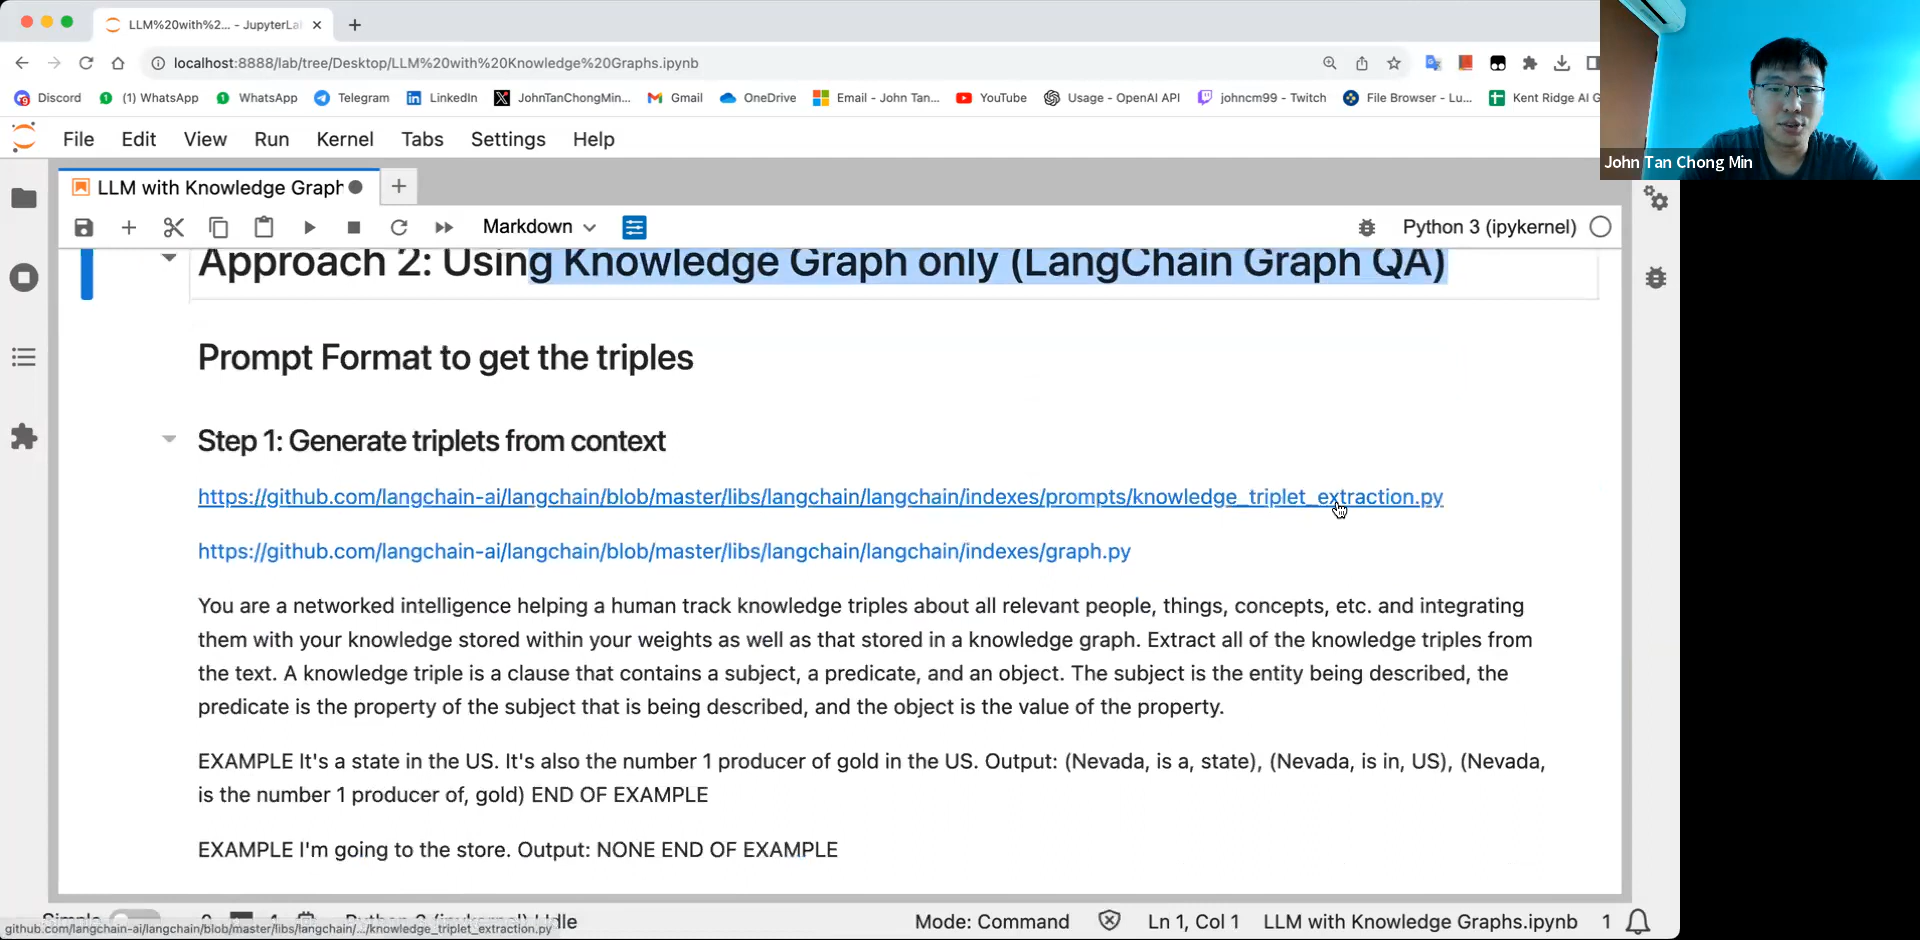 LLM%20with%2... - JupyterLa
localhost:8888/lab/tree/Desktop/LLM%20with%20Knowledge%20Graphs.ipynb
Discord (1) WhatsApp WhatsApp Telegram LinkedIn JohnTanChongMin... Gmail OneDrive Email - John Tan... YouTube Usage - OpenAI API johncm99 - Twitch File Browser - Lu... Kent Ridge AI G
John Tan Chong Min
File Edit View Run Kernel Tabs Settings Help
LLM with Knowledge Graph
Markdown Python 3 (ipykernel)
Approach 2: Using Knowledge Graph only (LangChain Graph QA)
Prompt Format to get the triples
Step 1: Generate triplets from context
https://github.com/langchain-ai/langchain/blob/master/libs/langchain/langchain/indexes/prompts/knowledge_triplet_extraction.py
https://github.com/langchain-ai/langchain/blob/master/libs/langchain/langchain/indexes/graph.py
You are a networked intelligence helping a human track knowledge triples about all relevant people, things, concepts, etc. and integrating
them with your knowledge stored within your weights as well as that stored in a knowledge graph. Extract all of the knowledge triples from
the text. A knowledge triple is a clause that contains a subject, a predicate, and an object. The subject is the entity being described, the
predicate is the property of the subject that is being described, and the object is the value of the property.
EXAMPLE It's a state in the US. It's also the number 1 producer of gold in the US. Output: (Nevada, is a, state), (Nevada, is in, US), (Nevada,
is the number 1 producer of, gold) END OF EXAMPLE
EXAMPLE I'm going to the store. Output: NONE END OF EXAMPLE
Simple Mode: Command Ln 1, Col 1 LLM with Knowledge Graphs.ipynb 1
github.com/langchain-ai/langchain/blob/master/libs/langchain/.../knowledge_triplet_extraction.py